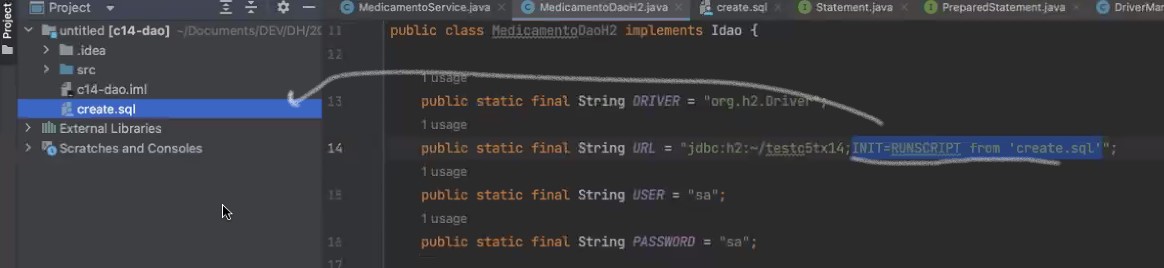 Project
Project
MedicamentoService.java
MedicamentoDaoH2.java
create.sql
Statement.java
PreparedStatement.java
DriverMan
untitled [c14-dao] ~/Documents/DEV/DH/20
11 public class MedicamentoDaoH2 implements Idao {
.idea
12
src
1 usage
c14-dao.iml
13 public static final String DRIVER = "org.h2.Driver";
create.sql
1 usage
External Libraries
14 public static final String URL = "jdbc:h2:~/testc5tx14;INIT=RUNSCRIPT from 'create.sql'";
Scratches and Consoles
1 usage
15 public static final String USER = "sa";
1 usage
16 public static final String PASSWORD = "sa";
17